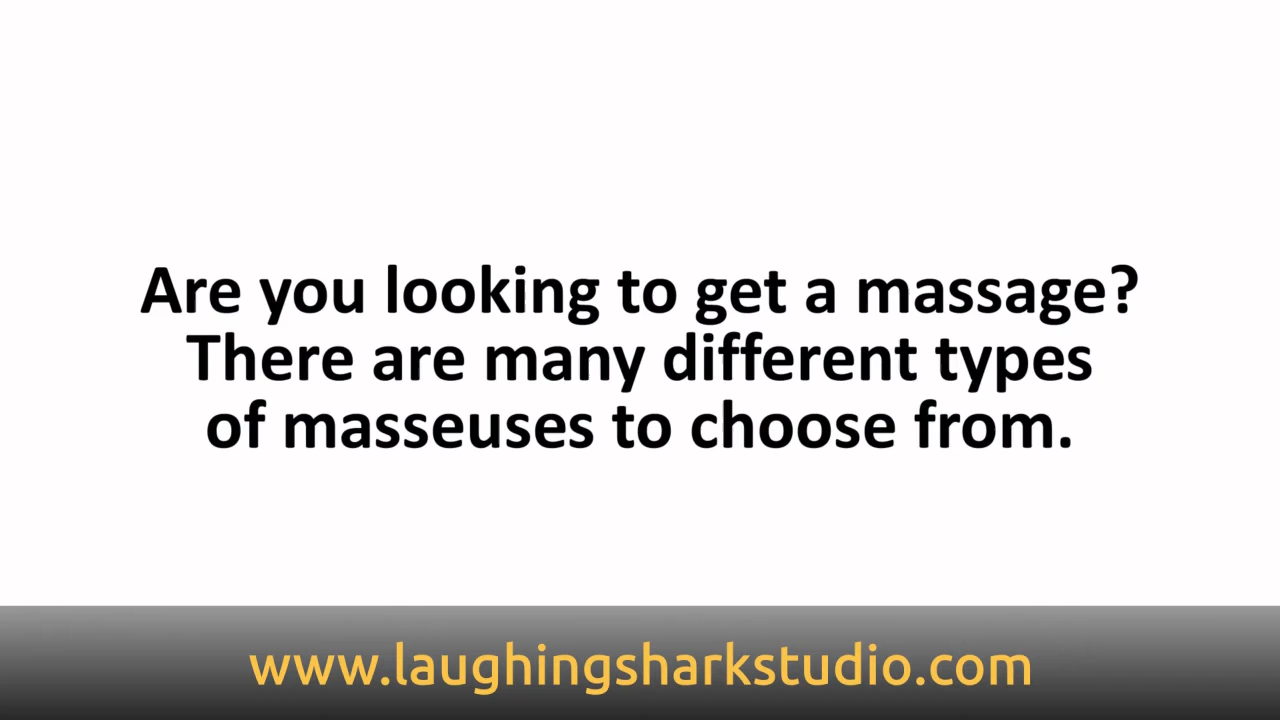 Are you looking to get a massage?
There are many different types
of masseuses to choose from.
www.laughingsharkstudio.com